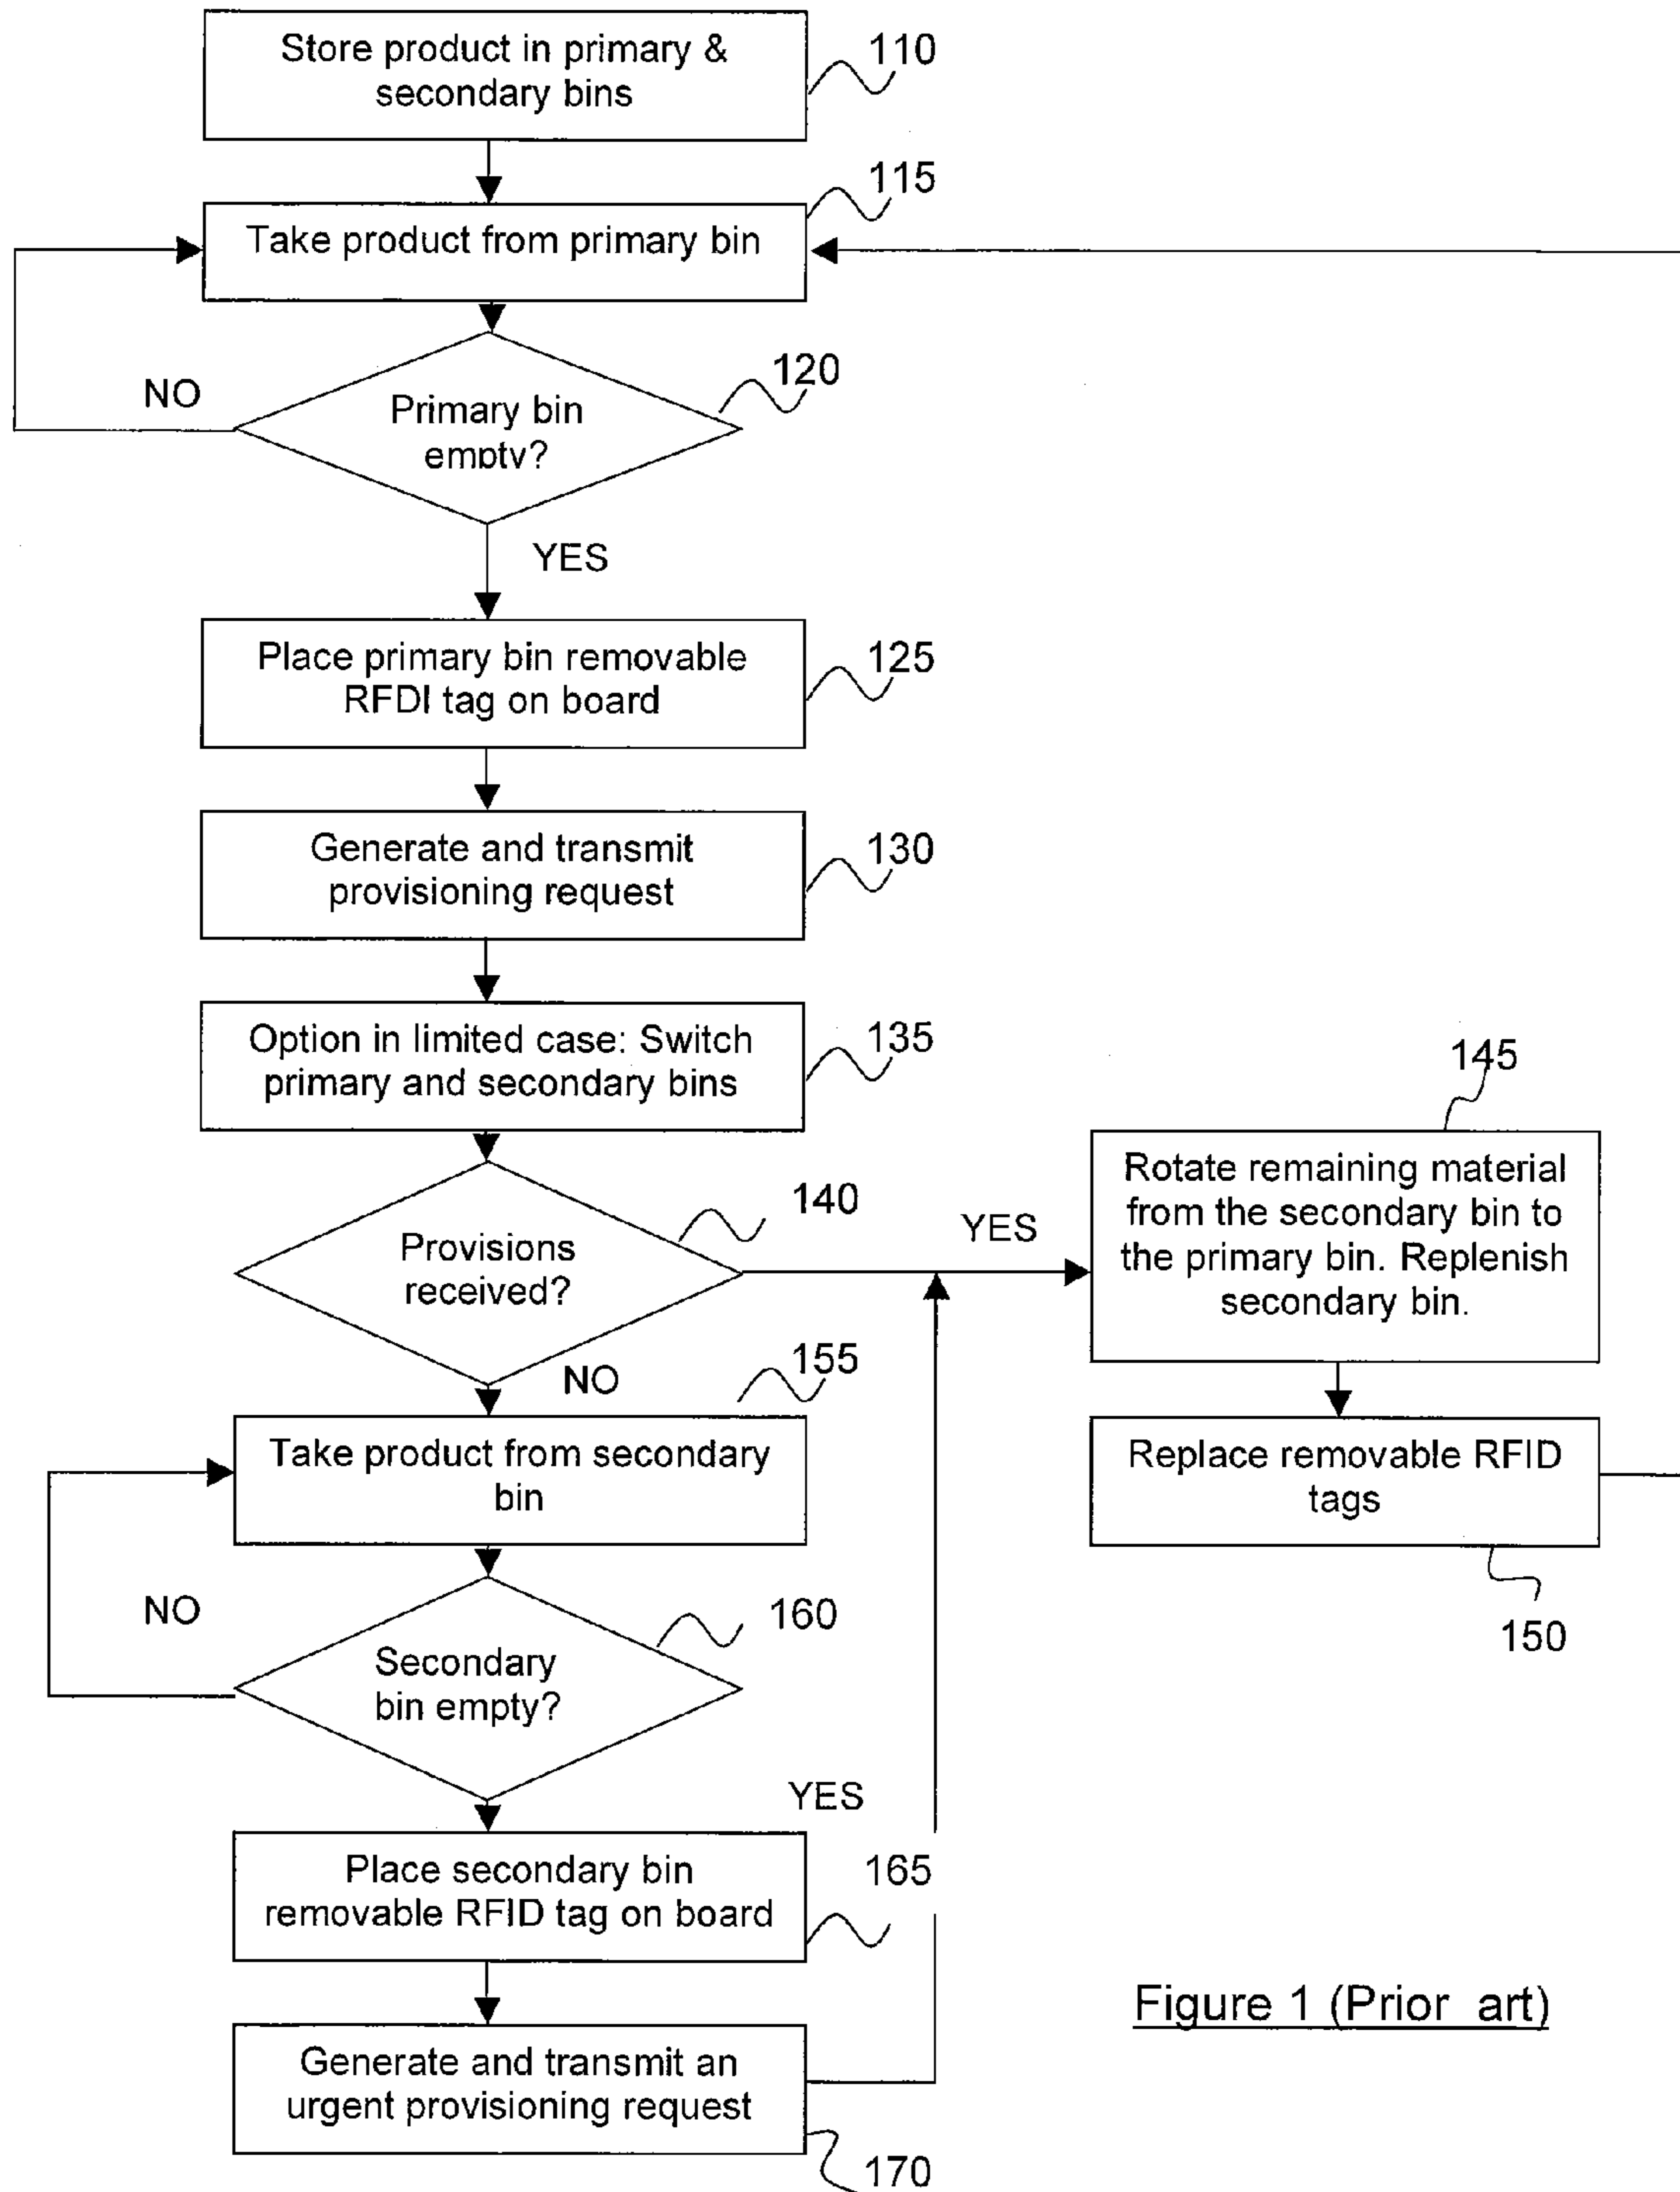 Store product in primary &
secondary bins
110
115
Take product from primary bin
NO
120
Primary bin
empty?
YES
Place primary bin removable
RFDI tag on board
125
Generate and transmit
provisioning request
130
Option in limited case: Switch
primary and secondary bins
135
145
Rotate remaining material
from the secondary bin to
the primary bin. Replenish
secondary bin.
140
YES
Provisions
received?
NO
155
Take product from secondary
bin
Replace removable RFID
tags
150
NO
160
Secondary
bin empty?
YES
Place secondary bin
removable RFID tag on board
165
Generate and transmit an
urgent provisioning request
170
Figure 1 (Prior art)